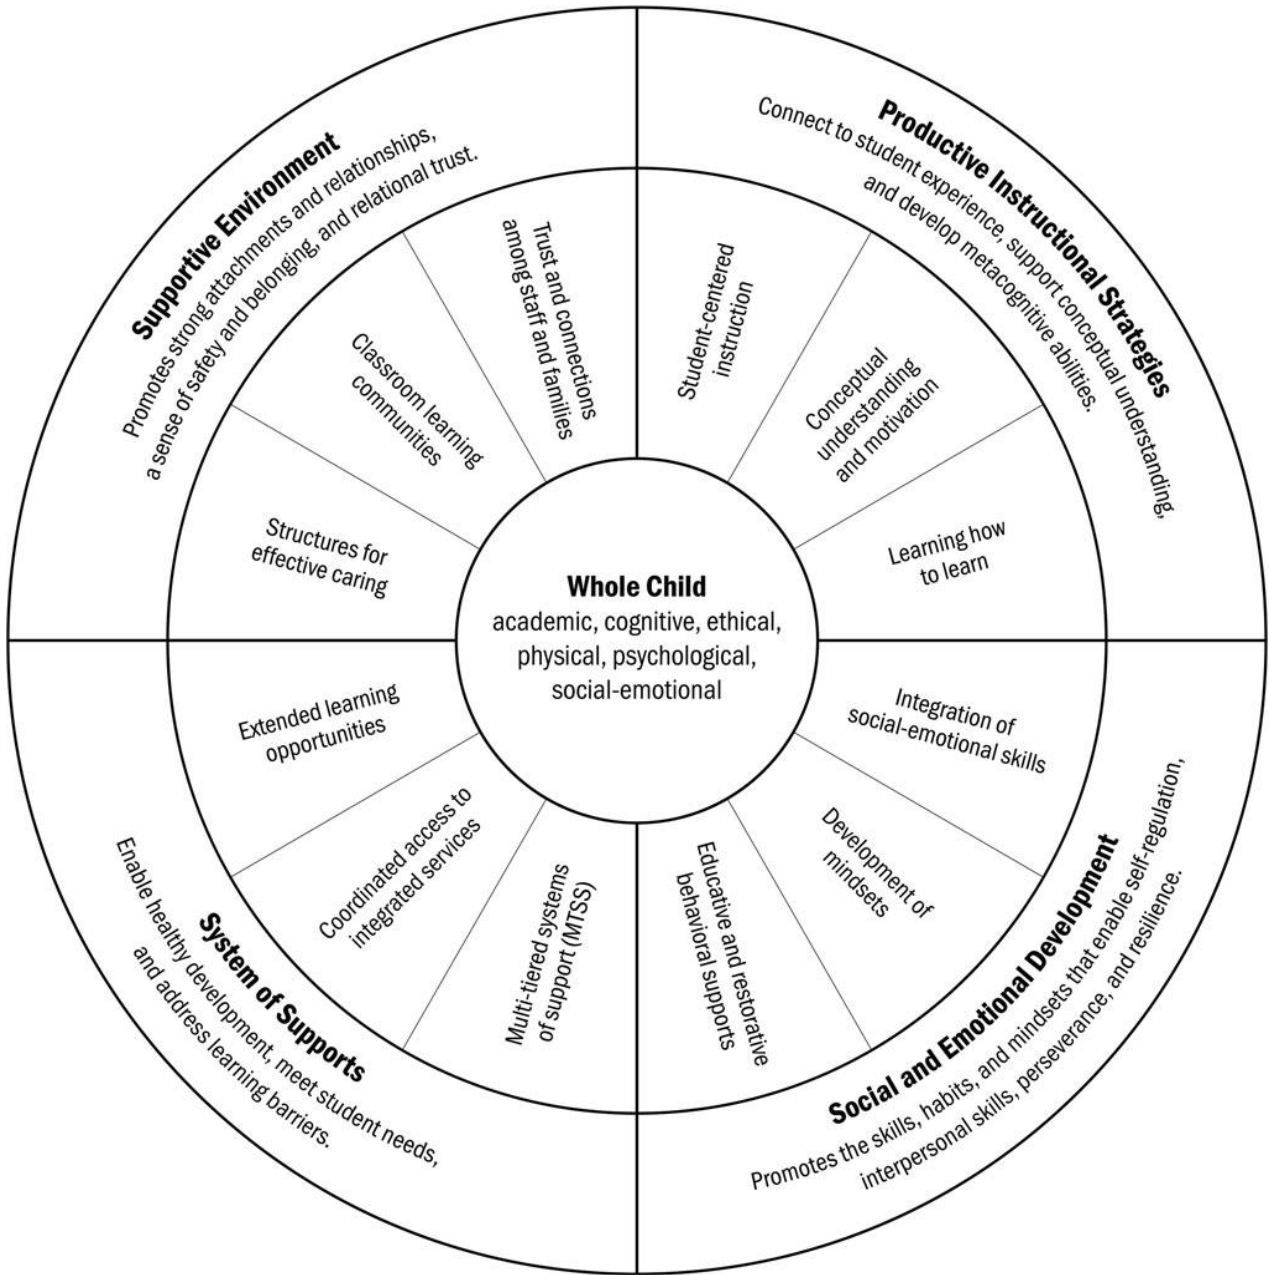 Supportive Environment
Promotes strong attachments and relationships,
a sense of safety and belonging, and relational trust.
Productive Instructional Strategies
Connect to student experience, support conceptual understanding,
and develop metacognitive abilities.
Structures for
effective caring
Classroom learning
communities
Trust and connections
among staff and families
Student-centered
instruction
Conceptual
understanding
and motivation
Learning how
to learn
Whole Child
academic, cognitive, ethical,
physical, psychological,
social-emotional
Integration of
social-emotional skills
Development of
mindsets
Educative and restorative
behavioral supports
Multi-tiered systems
of support (MTSS)
Coordinated access to
integrated services
Extended learning
opportunities
Social and Emotional Development
Promotes the skills, habits, and mindsets that enable self-regulation,
interpersonal skills, perseverance, and resilience.
System of Supports
Enable healthy development, meet student needs,
and address learning barriers.